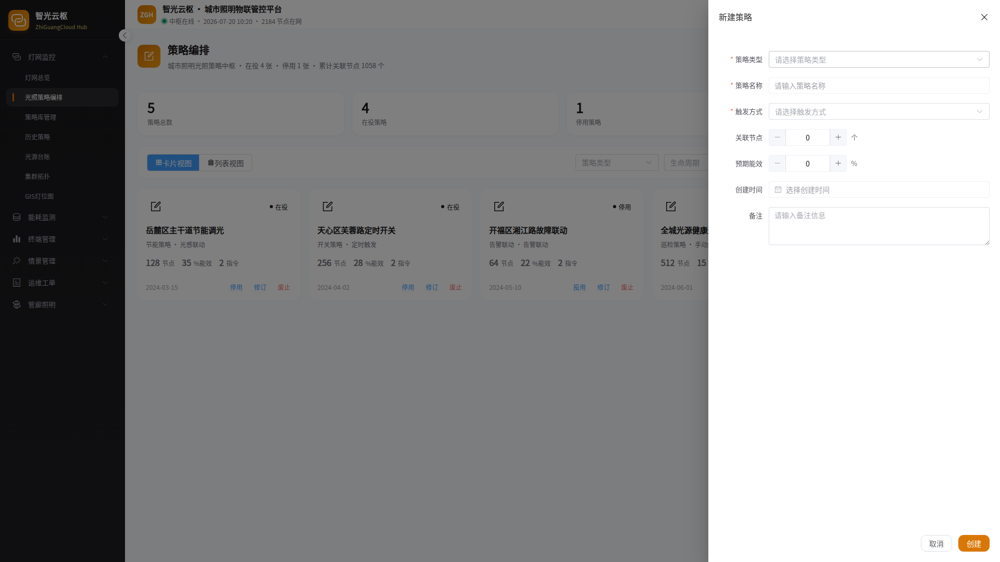 智光云枢
ZhiGuangCloud Hub
灯网监控
灯网总览
光照策略编排
策略库管理
历史策略
光源台账
集群拓扑
GIS灯位图
能耗监测
终端管理
情景管理
运维工单
管廊照明
ZGH
智光云枢 • 城市照明物联管控平台
中枢在线 • 2026-07-20 10:20 • 2184 节点在网
策略编排
城市照明光照策略中枢 • 在役 4 张 • 停用 1 张 • 累计关联节点 1058 个
5
策略总数
4
在役策略
1
停用策略
卡片视图
列表视图
策略类型
生命周期
在役
岳麓区主干道节能调光
节能策略 • 光感联动
128 节点 35 %能效 2 指令
2024-03-15 停用 修订 废止
在役
天心区芙蓉路定时开关
开关策略 • 定时触发
256 节点 28 %能效 2 指令
2024-04-02 停用 修订 废止
停用
开福区湘江路故障联动
告警联动 • 告警联动
64 节点 22 %能效 2 指令
2024-05-10 投用 修订 废止
全城光源健康
巡检策略 • 手动
512 节点 15
2024-06-01
新建策略
* 策略类型 请选择策略类型
* 策略名称 请输入策略名称
* 触发方式 请选择触发方式
关联节点 0 个
预期能效 0 %
创建时间 选择创建时间
备注 请输入备注信息
取消
创建